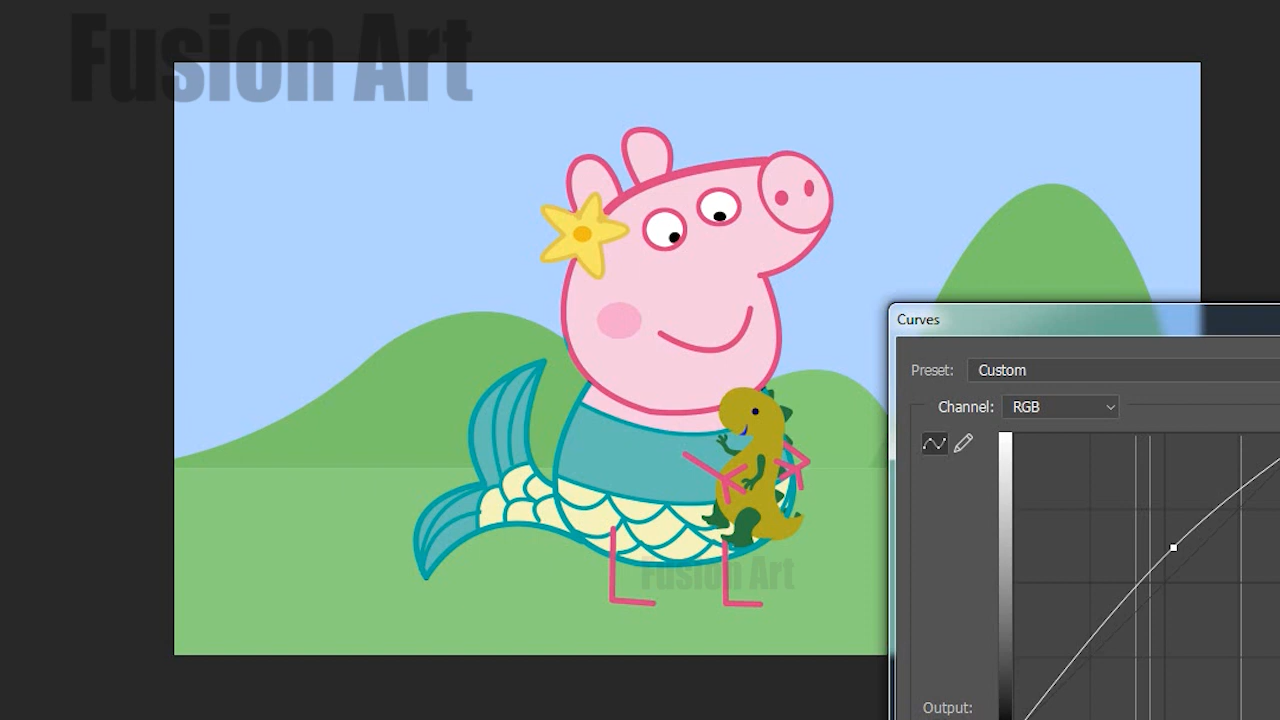 Fusion Art
Curves
Preset: Custom
Channel: RGB
Fusion Art
Output: